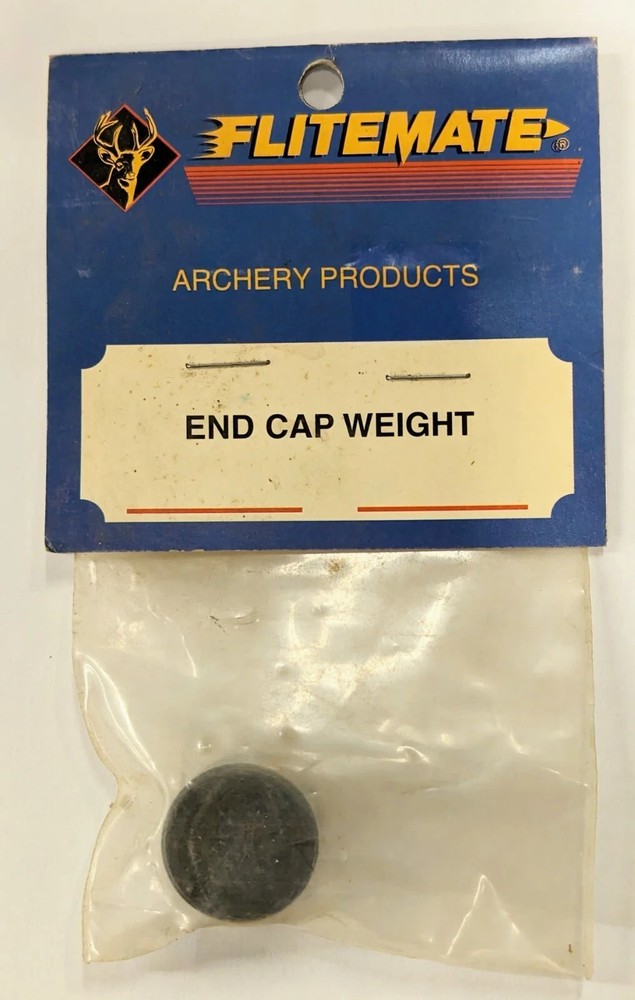 FLITEMATE®
ARCHERY PRODUCTS
END CAP WEIGHT